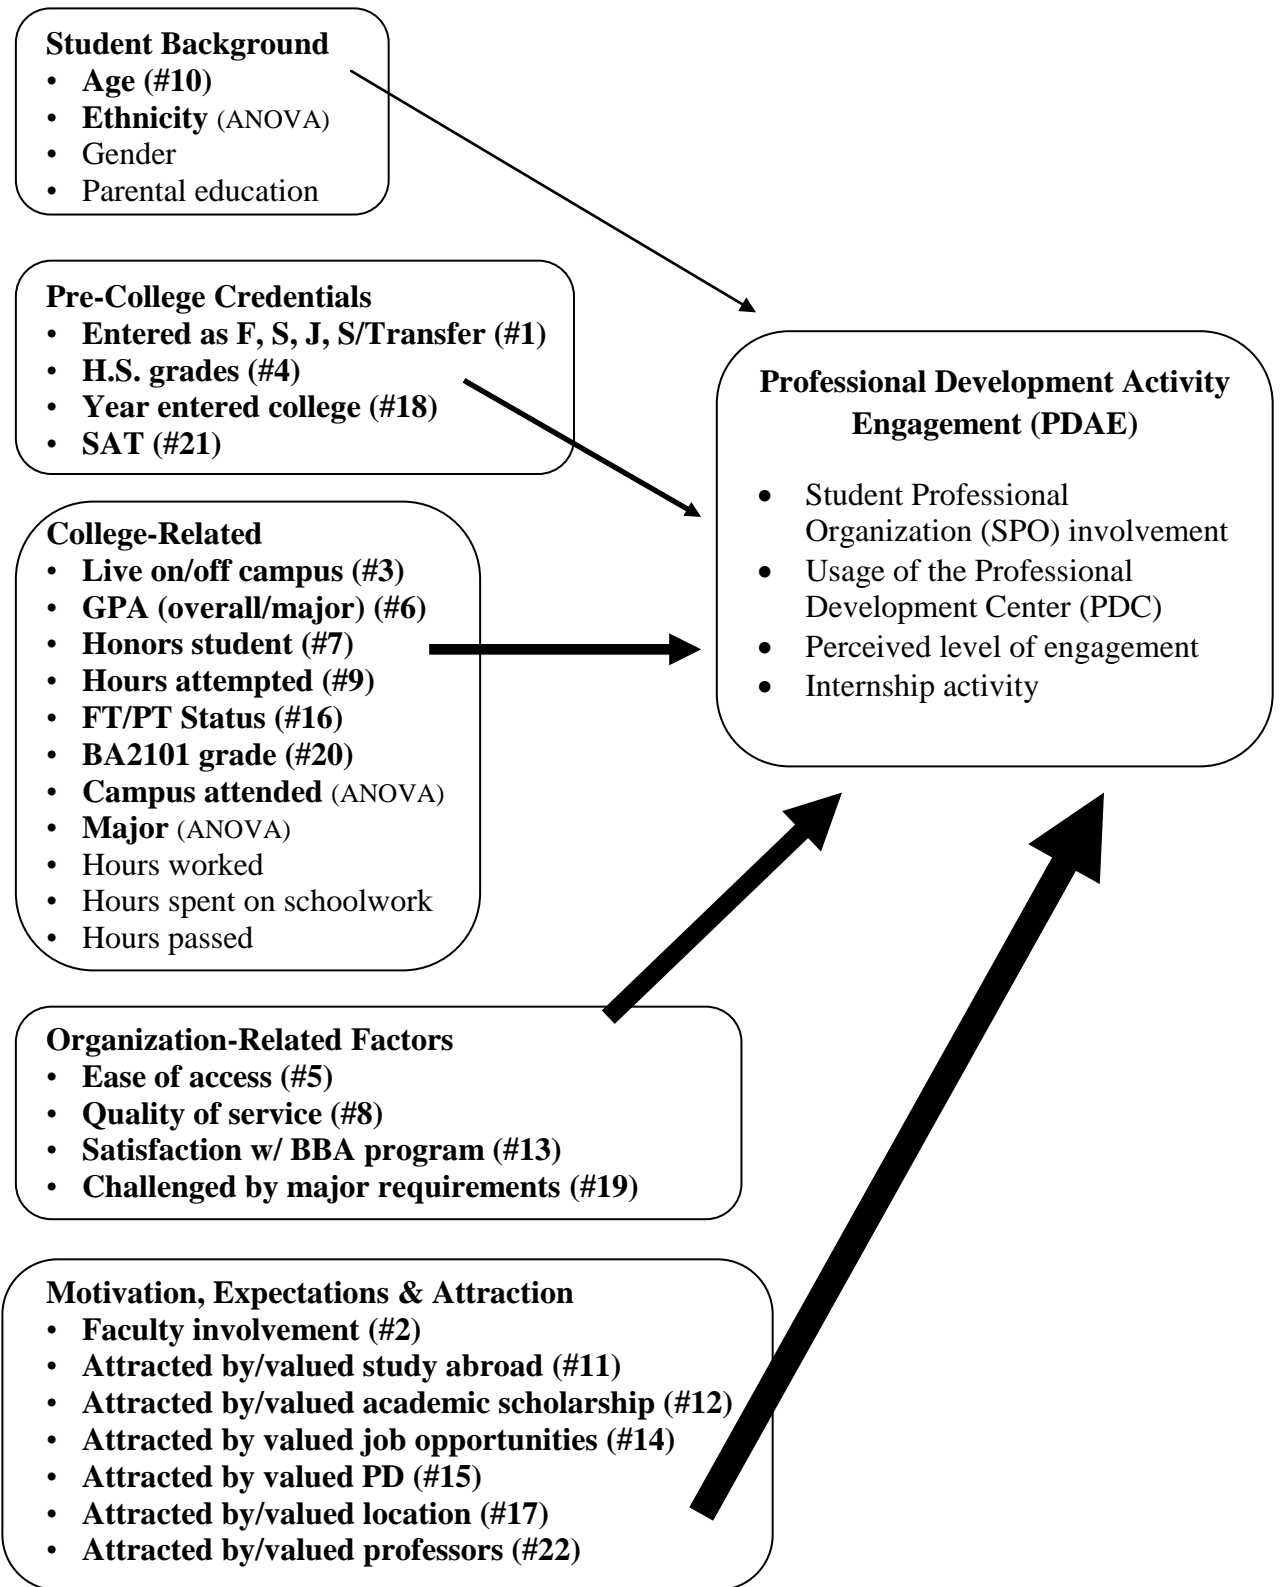 Student Background
• Age (#10)
• Ethnicity (ANOVA)
• Gender
• Parental education
Pre-College Credentials
• Entered as F, S, J, S/Transfer (#1)
• H.S. grades (#4)
• Year entered college (#18)
• SAT (#21)
College-Related
• Live on/off campus (#3)
• GPA (overall/major) (#6)
• Honors student (#7)
• Hours attempted (#9)
• FT/PT Status (#16)
• BA2101 grade (#20)
• Campus attended (ANOVA)
• Major (ANOVA)
• Hours worked
• Hours spent on schoolwork
• Hours passed
Organization-Related Factors
• Ease of access (#5)
• Quality of service (#8)
• Satisfaction w/ BBA program (#13)
• Challenged by major requirements (#19)
Motivation, Expectations & Attraction
• Faculty involvement (#2)
• Attracted by/valued study abroad (#11)
• Attracted by/valued academic scholarship (#12)
• Attracted by valued job opportunities (#14)
• Attracted by valued PD (#15)
• Attracted by/valued location (#17)
• Attracted by/valued professors (#22)
Professional Development Activity
Engagement (PDAE)
• Student Professional
Organization (SPO) involvement
• Usage of the Professional
Development Center (PDC)
• Perceived level of engagement
• Internship activity